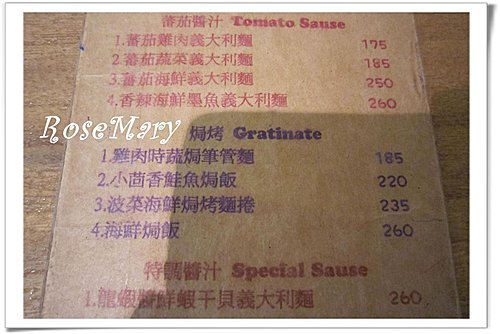 蕃茄醬汁 Tomato Sause
1.蕃茄雞肉義大利麵 175
2.蕃茄蔬菜義大利麵 185
3.蕃茄海鮮義大利麵 250
4.香辣海鮮墨魚義大利麵 260
RoseMary
焗烤 Gratinate
1.雞肉時蔬焗筆管麵 185
2.小茴香鮭魚焗飯 220
3.波菜海鮮焗烤麵捲 235
4.海鮮焗飯 260
特調醬汁 Special Sause
1.龍蝦醬鮮蝦干貝義大利麵 260